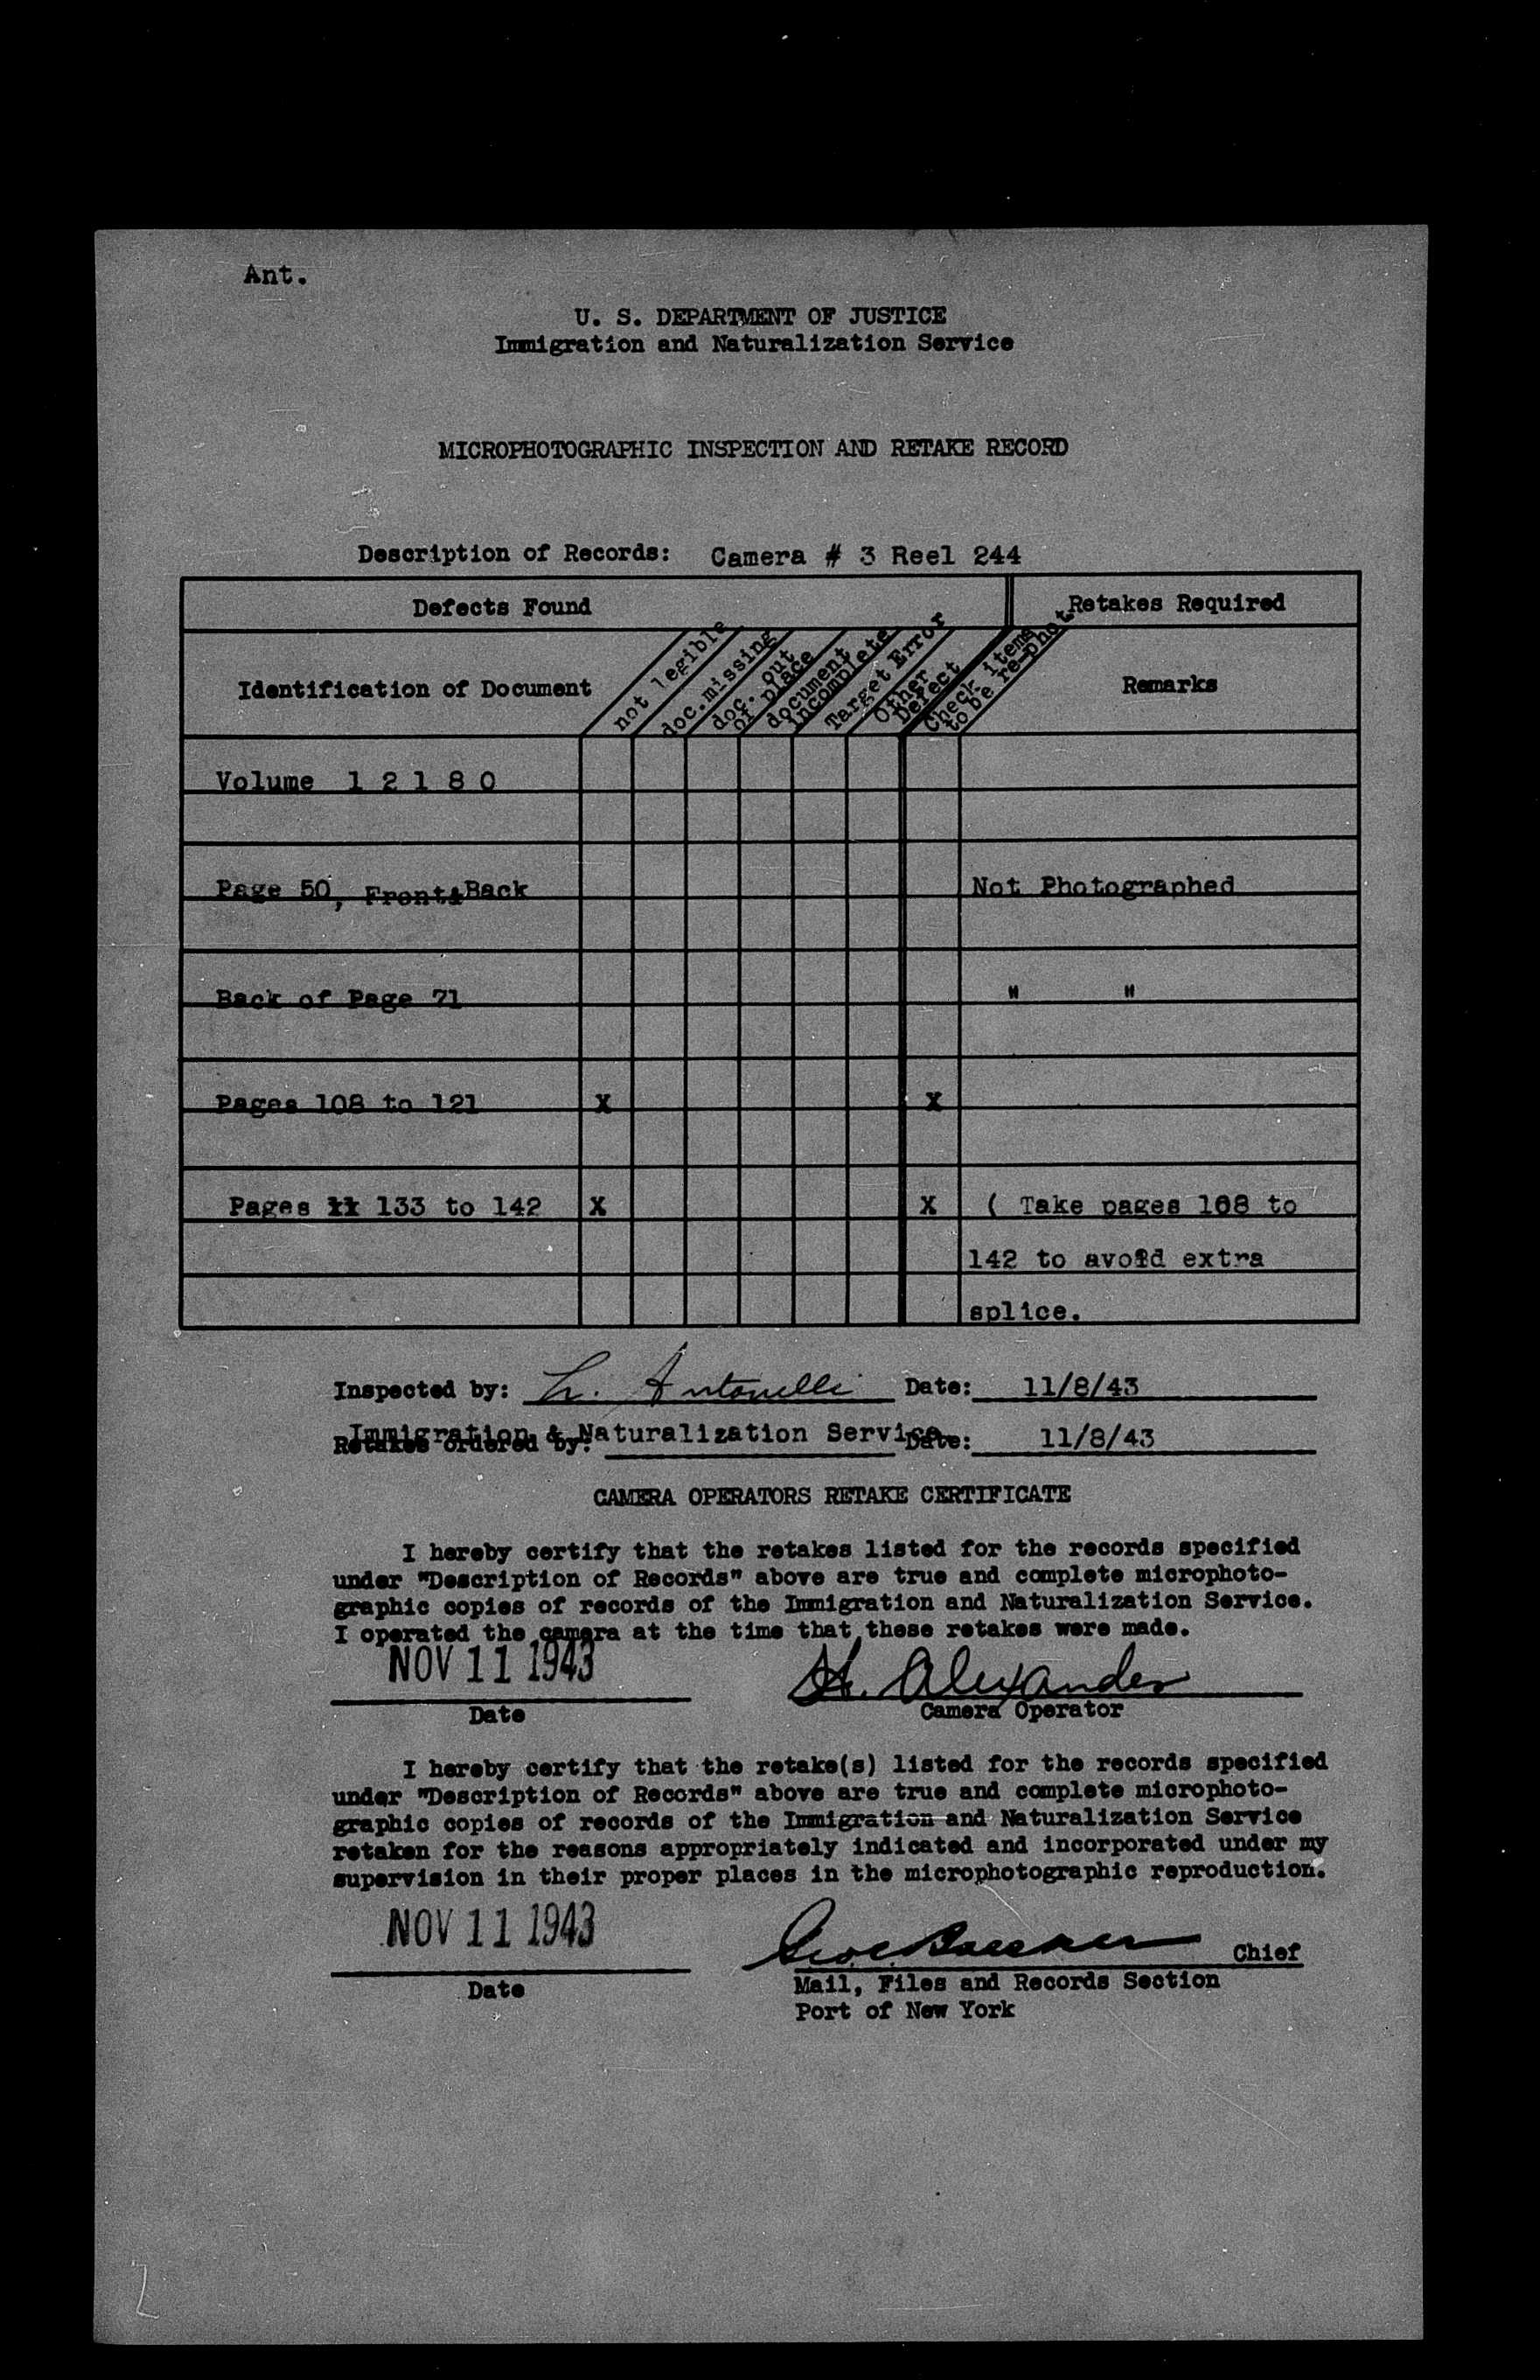 Ant.
U. S. DEPARTMENT OF JUSTICE
Immigration and Naturalization Service
MICROPHOTOGRAPHIC INSPECTION AND RETAKE RECORD
Description of Records: Camera # 3 Reel 244
Defects Found Retakes Required
Identification of Document
not legible
doc.missing
doc. out
of place
document
incomplete
Target Error
Other
Defect
Check items
to be re-phot.
Remarks
Volume 1 2 1 8 0
Page 50, Front&Back Not Photographed
Back of Page 71 " "
Pages 108 to 121 X X
Pages 133 to 142 X X ( Take pages 108 to
142 to avoid extra
splice.
Inspected by: L. Antonelli Date: 11/8/43
Retakes ordered by: Immigration & Naturalization Service Date: 11/8/43
CAMERA OPERATORS RETAKE CERTIFICATE
I hereby certify that the retakes listed for the records specified
under "Description of Records" above are true and complete microphoto-
graphic copies of records of the Immigration and Naturalization Service.
I operated the camera at the time that these retakes were made.
NOV 11 1943 H. Alexander
Date Camera Operator
I hereby certify that the retake(s) listed for the records specified
under "Description of Records" above are true and complete microphoto-
graphic copies of records of the Immigration and Naturalization Service
retaken for the reasons appropriately indicated and incorporated under my
supervision in their proper places in the microphotographic reproduction.
NOV 11 1943 Chief
Date Mail, Files and Records Section
Port of New York